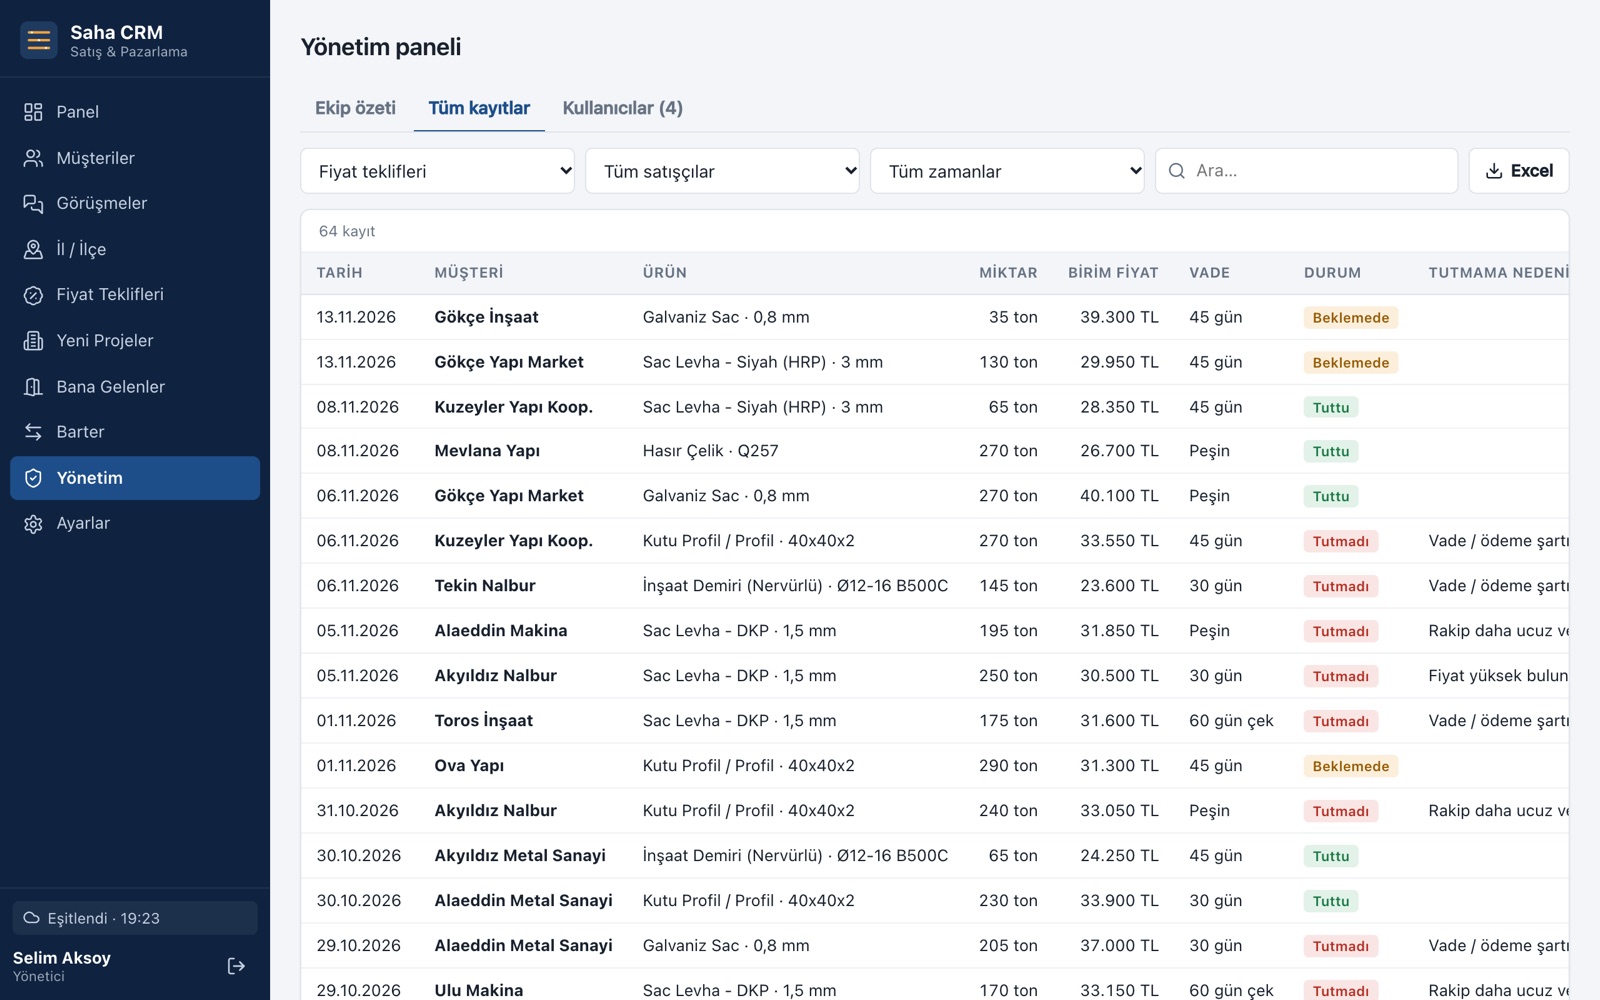 Saha CRM
Satış & Pazarlama
Panel
Müşteriler
Görüşmeler
İl / İlçe
Fiyat Teklifleri
Yeni Projeler
Bana Gelenler
Barter
Yönetim
Ayarlar
Eşitlendi · 19:23
Selim Aksoy
Yönetici
Yönetim paneli
Ekip özeti Tüm kayıtlar Kullanıcılar (4)
Fiyat teklifleri Tüm satışçılar Tüm zamanlar Ara... Excel
64 kayıt
TARİH MÜŞTERİ ÜRÜN MİKTAR BİRİM FİYAT VADE DURUM TUTMAMA NEDENİ
13.11.2026 Gökçe İnşaat Galvaniz Sac · 0,8 mm 35 ton 39.300 TL 45 gün Beklemede
13.11.2026 Gökçe Yapı Market Sac Levha - Siyah (HRP) · 3 mm 130 ton 29.950 TL 45 gün Beklemede
08.11.2026 Kuzeyler Yapı Koop. Sac Levha - Siyah (HRP) · 3 mm 65 ton 28.350 TL 45 gün Tuttu
08.11.2026 Mevlana Yapı Hasır Çelik · Q257 270 ton 26.700 TL Peşin Tuttu
06.11.2026 Gökçe Yapı Market Galvaniz Sac · 0,8 mm 270 ton 40.100 TL Peşin Tuttu
06.11.2026 Kuzeyler Yapı Koop. Kutu Profil / Profil · 40x40x2 270 ton 33.550 TL 45 gün Tutmadı Vade / ödeme şartı
06.11.2026 Tekin Nalbur İnşaat Demiri (Nervürlü) · Ø12-16 B500C 145 ton 23.600 TL 30 gün Tutmadı Vade / ödeme şartı
05.11.2026 Alaeddin Makina Sac Levha - DKP · 1,5 mm 195 ton 31.850 TL Peşin Tutmadı Rakip daha ucuz ve
05.11.2026 Akyıldız Nalbur Sac Levha - DKP · 1,5 mm 250 ton 30.500 TL 30 gün Tutmadı Fiyat yüksek bulun
01.11.2026 Toros İnşaat Sac Levha - DKP · 1,5 mm 175 ton 31.600 TL 60 gün çek Tutmadı Vade / ödeme şartı
01.11.2026 Ova Yapı Kutu Profil / Profil · 40x40x2 290 ton 31.300 TL 45 gün Beklemede
31.10.2026 Akyıldız Nalbur Kutu Profil / Profil · 40x40x2 240 ton 33.050 TL Peşin Tutmadı Rakip daha ucuz ve
30.10.2026 Akyıldız Metal Sanayi İnşaat Demiri (Nervürlü) · Ø12-16 B500C 65 ton 24.250 TL 45 gün Tuttu
30.10.2026 Alaeddin Metal Sanayi Kutu Profil / Profil · 40x40x2 230 ton 33.900 TL 30 gün Tuttu
29.10.2026 Alaeddin Metal Sanayi Galvaniz Sac · 0,8 mm 205 ton 37.000 TL 30 gün Tutmadı Vade / ödeme şartı
29.10.2026 Ulu Makina Sac Levha - DKP · 1,5 mm 170 ton 33.150 TL 60 gün çek Tutmadı Rakip daha ucuz ve